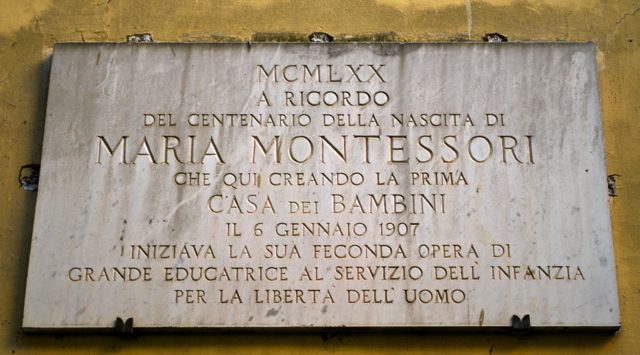 MCMLXX
A RICORDO
DEL CENTENARIO DELLA NASCITA DI
MARIA MONTESSORI
CHE QUI CREANDO LA PRIMA
CASA DEI BAMBINI
IL 6 GENNAIO 1907
INIZIAVA LA SUA FECONDA OPERA DI
GRANDE EDUCATRICE AL SERVIZIO DELL'INFANZIA
PER LA LIBERTA DELL'UOMO